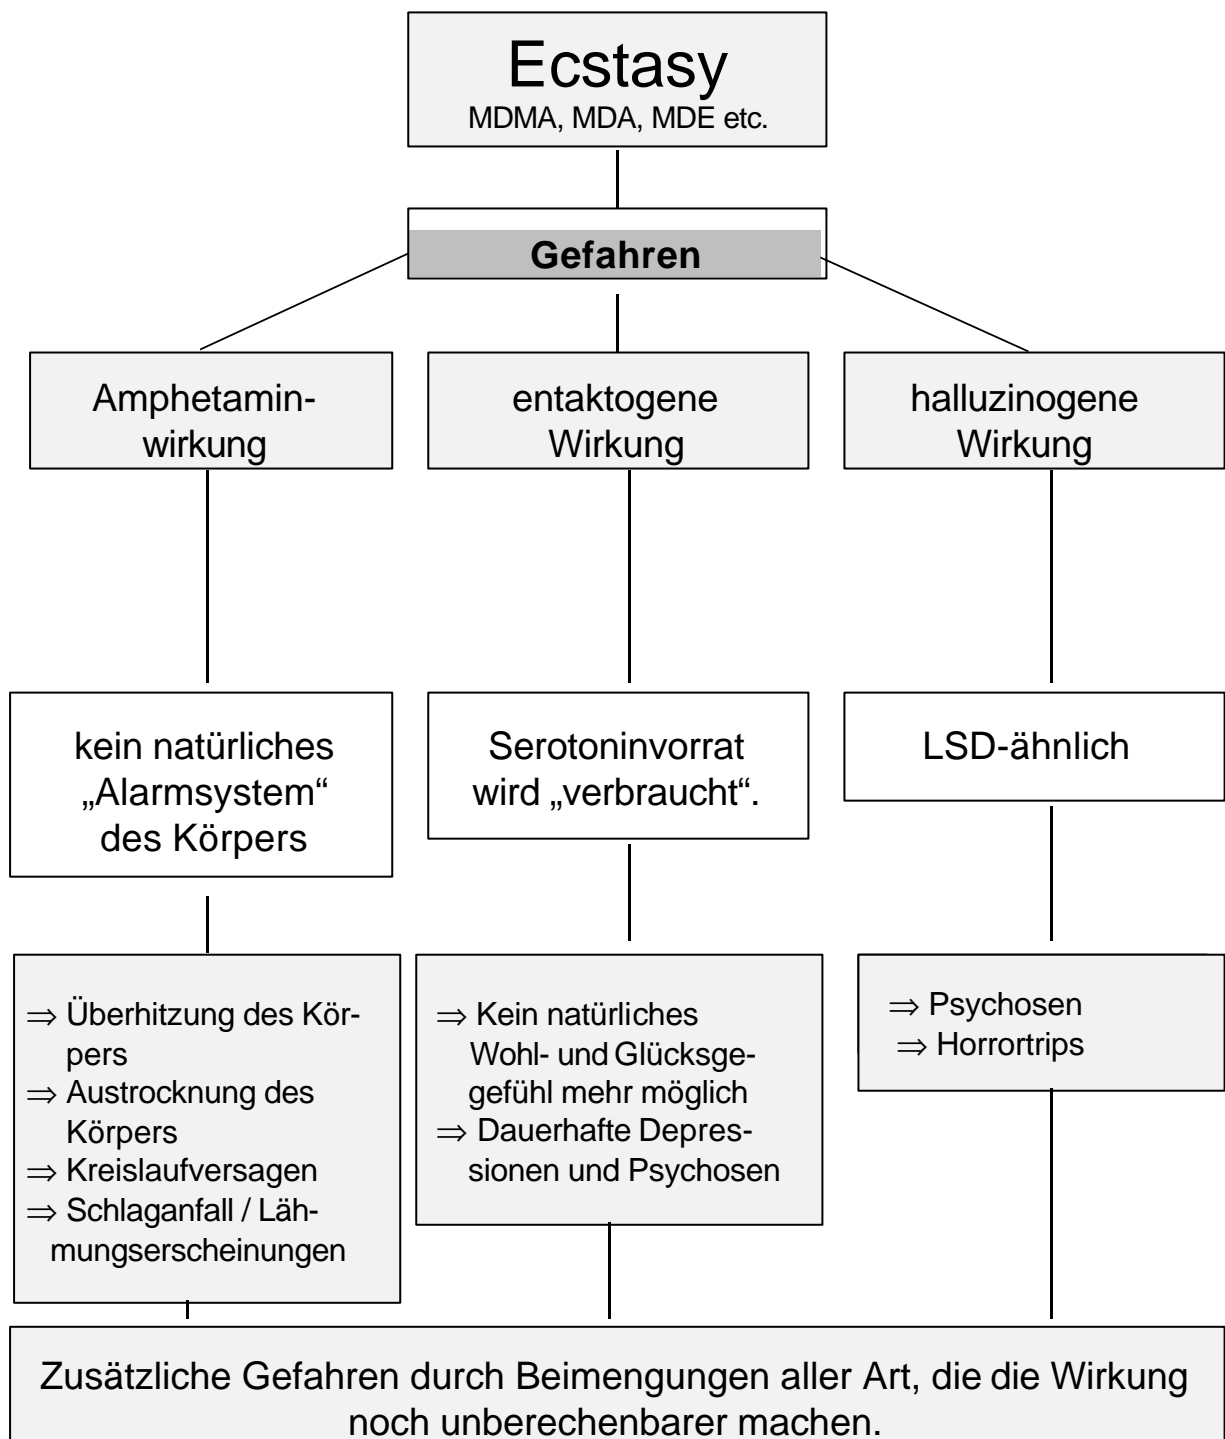 Ecstasy
MDMA, MDA, MDE etc.
Gefahren
Amphetamin-
wirkung
entaktogene
Wirkung
halluzinogene
Wirkung
kein natürliches
„Alarmsystem“
des Körpers
Serotoninvorrat
wird „verbraucht“.
LSD-ähnlich
⇒ Überhitzung des Kör-
pers
⇒ Austrocknung des
Körpers
⇒ Kreislaufversagen
⇒ Schlaganfall / Läh-
mungserscheinungen
⇒ Kein natürliches
Wohl- und Glücksge-
gefühl mehr möglich
⇒ Dauerhafte Depres-
sionen und Psychosen
⇒ Psychosen
⇒ Horrortrips
Zusätzliche Gefahren durch Beimengungen aller Art, die die Wirkung
noch unberechenbarer machen.